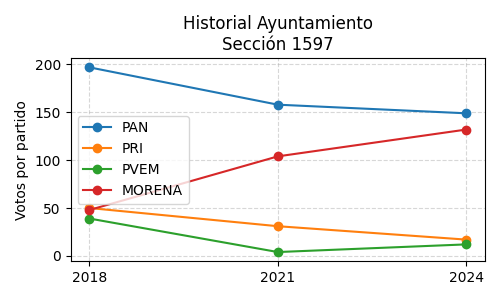 Historial Ayuntamiento
Sección 1597
Votos por partido
200
150
100
50
0
PAN
PRI
PVEM
MORENA
2018
2021
2024